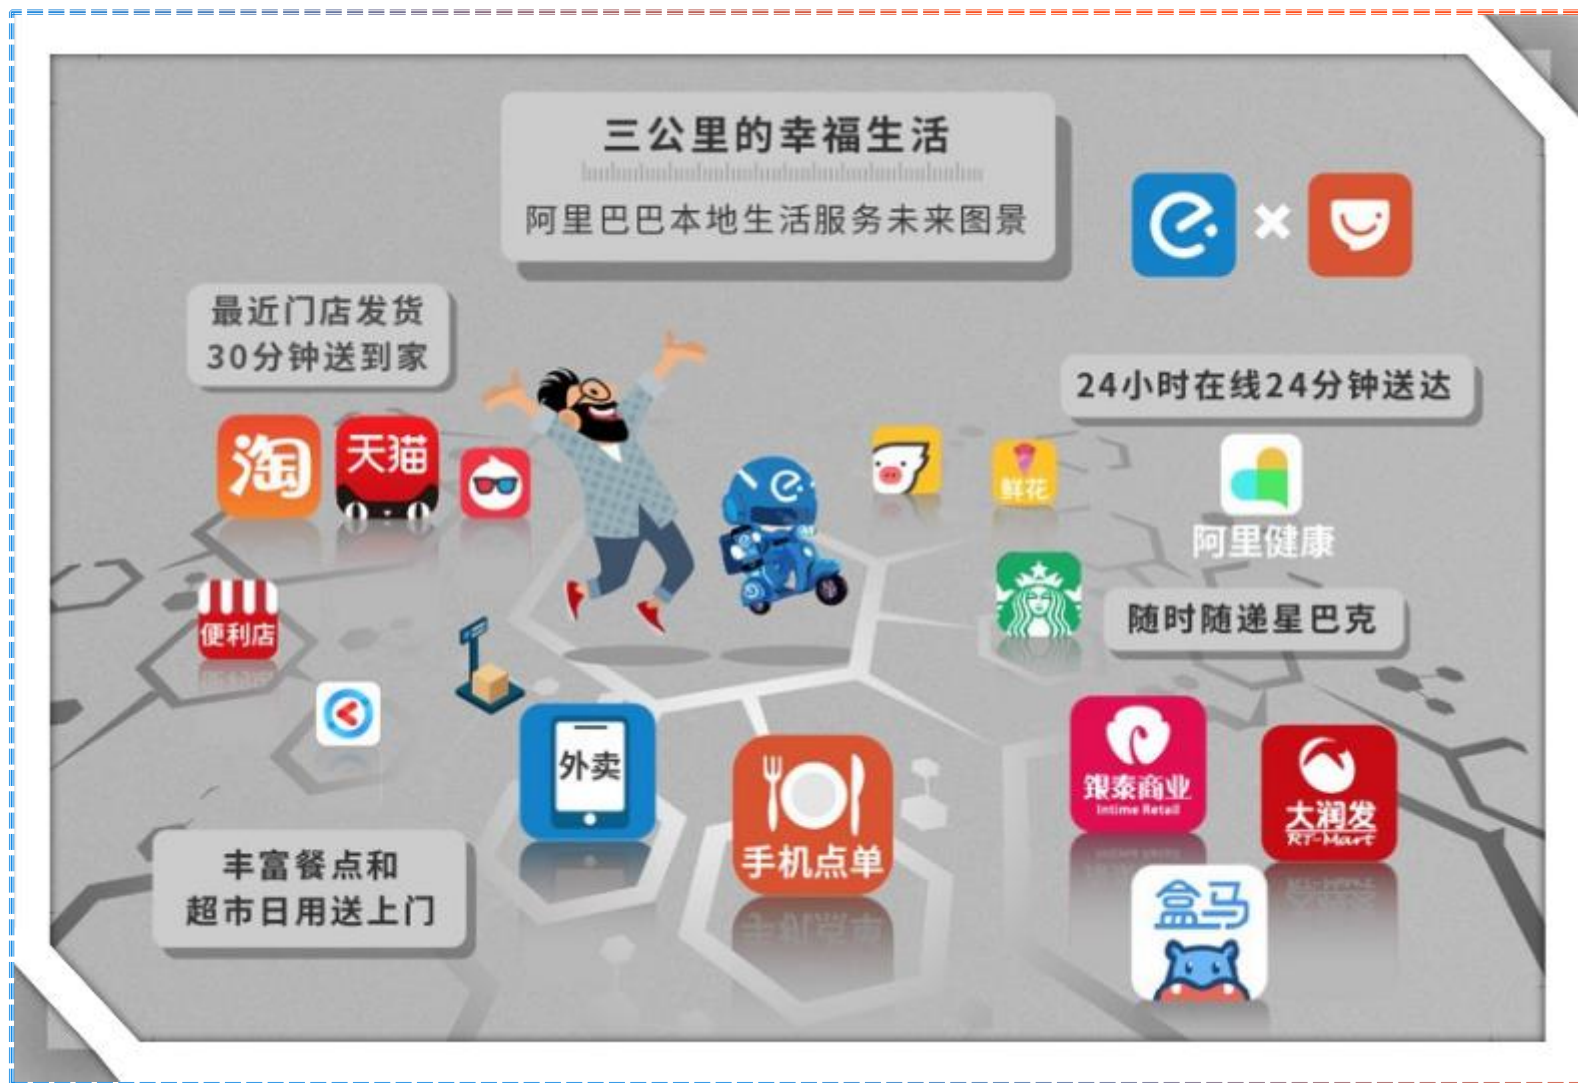 三公里的幸福生活
阿里巴巴本地生活服务未来图景
最近门店发货
30分钟送到家
24小时在线24分钟送达
淘
天猫
鲜花
阿里健康
便利店
随时随递星巴克
外卖
手机点单
銀泰商业
Intime Retail
大润发
RT-Mart
丰富餐点和
超市日用送上门
盒马